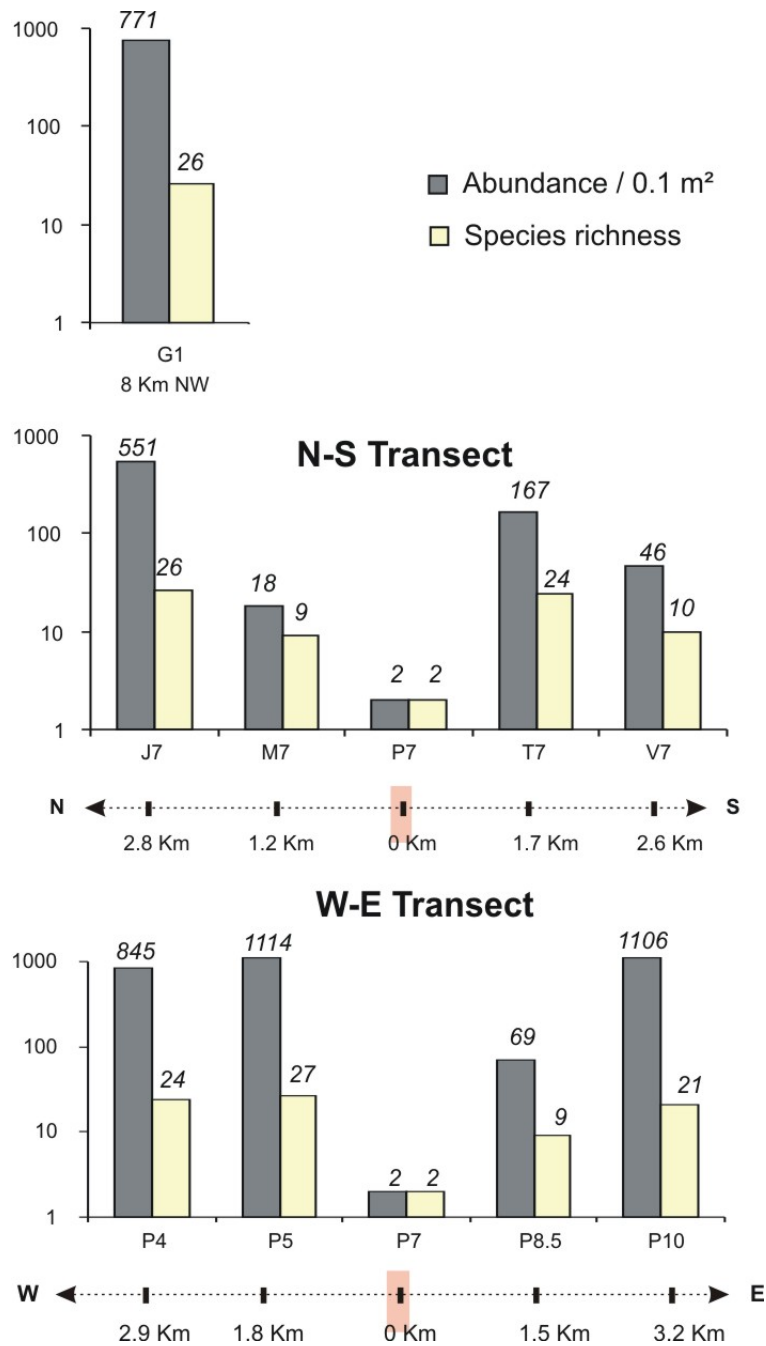 771
1000
26
100
Abundance / 0.1 m²
10
Species richness
1
G1
8 Km NW
N-S Transect
1000
551
167
100
26
18
9
24
46
10
10
2 2
1
J7 M7 P7 T7 V7
N S
2.8 Km 1.2 Km 0 Km 1.7 Km 2.6 Km
W-E Transect
1000
845
1114
1106
100
69
24
27
9
21
10
2 2
1
P4 P5 P7 P8.5 P10
W E
2.9 Km 1.8 Km 0 Km 1.5 Km 3.2 Km